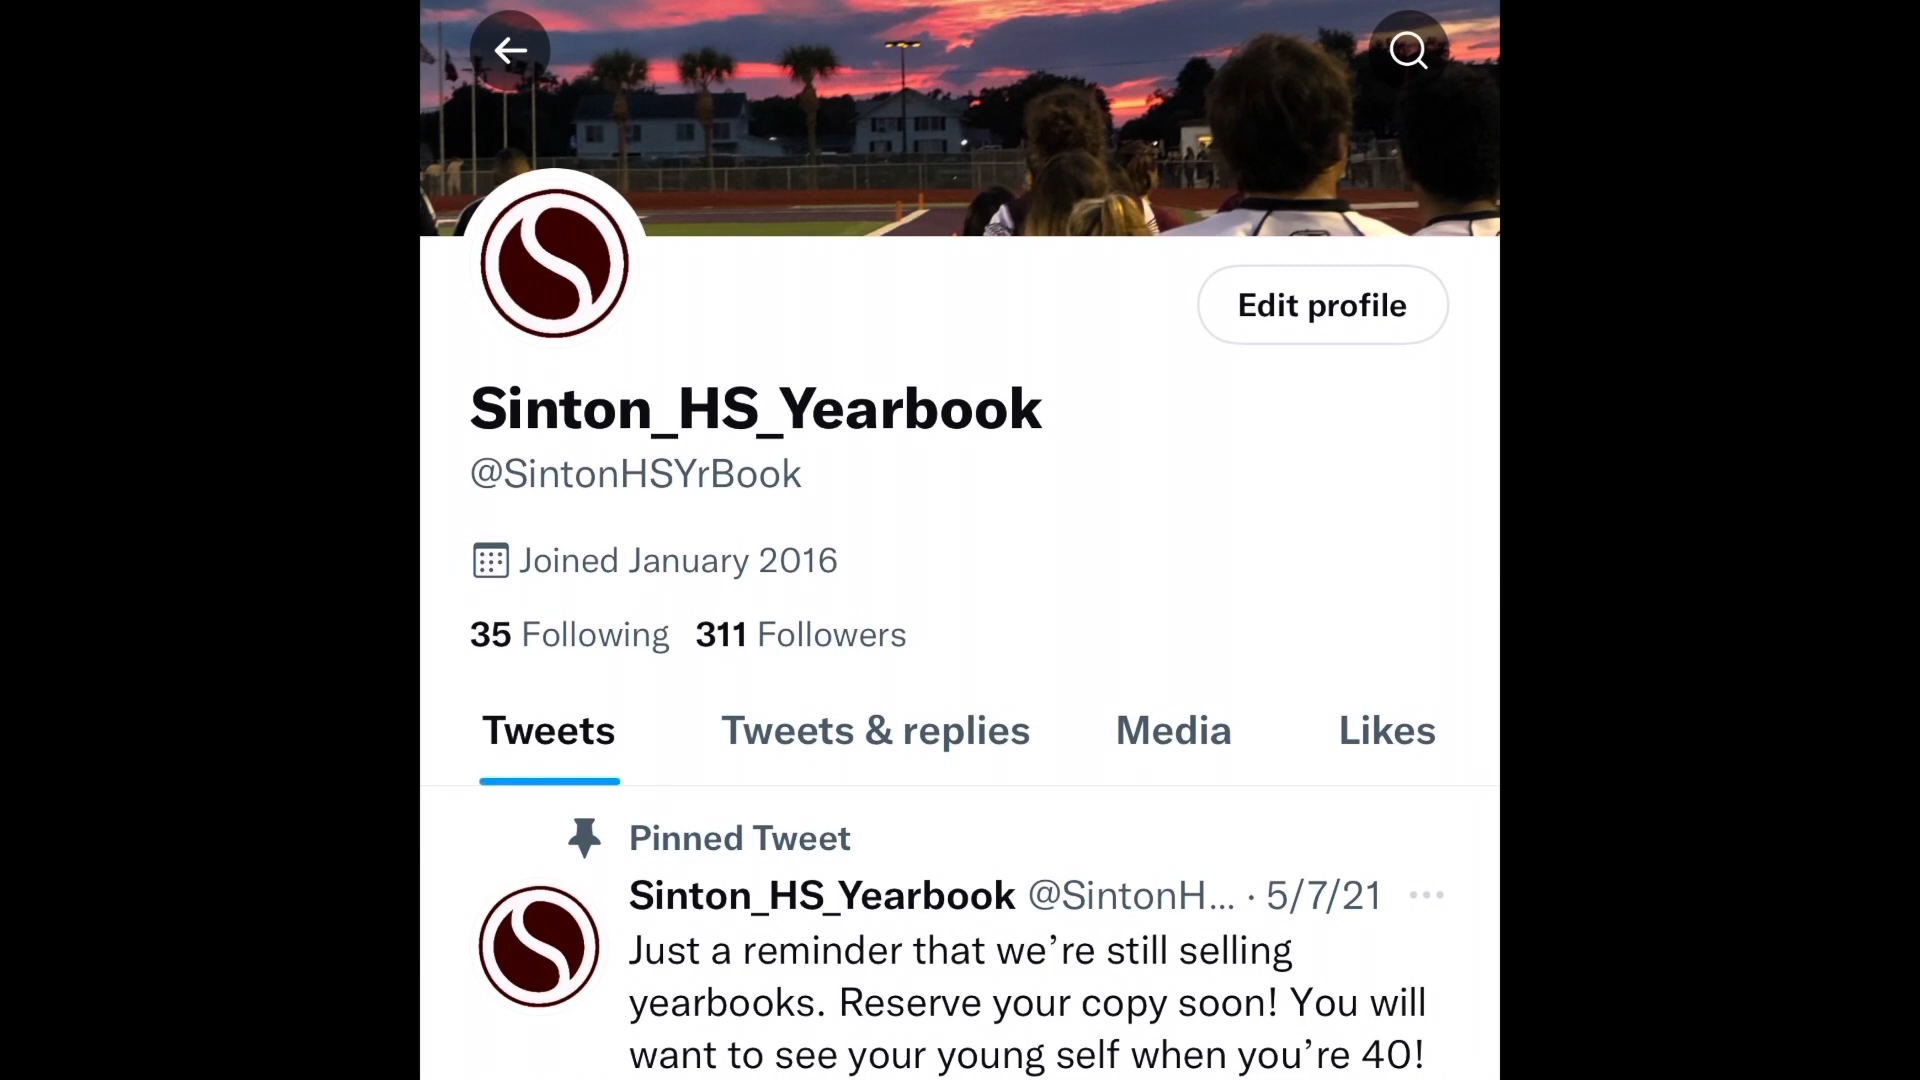 Edit profile
Sinton_HS_Yearbook
@SintonHSYrBook
Joined January 2016
35 Following 311 Followers
Tweets Tweets & replies Media Likes
Pinned Tweet
Sinton_HS_Yearbook @SintonH... · 5/7/21
Just a reminder that we’re still selling
yearbooks. Reserve your copy soon! You will
want to see your young self when you’re 40!